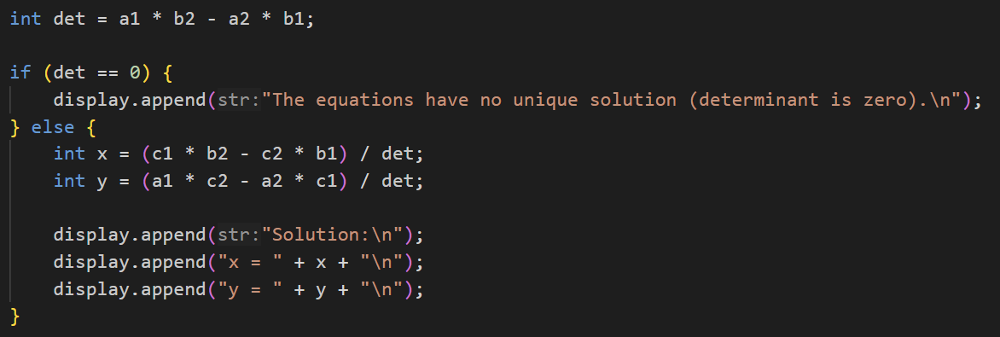 int det = a1 * b2 - a2 * b1;

if (det == 0) {
    display.append(str:"The equations have no unique solution (determinant is zero).\n");
} else {
    int x = (c1 * b2 - c2 * b1) / det;
    int y = (a1 * c2 - a2 * c1) / det;

    display.append(str:"Solution:\n");
    display.append("x = " + x + "\n");
    display.append("y = " + y + "\n");
}